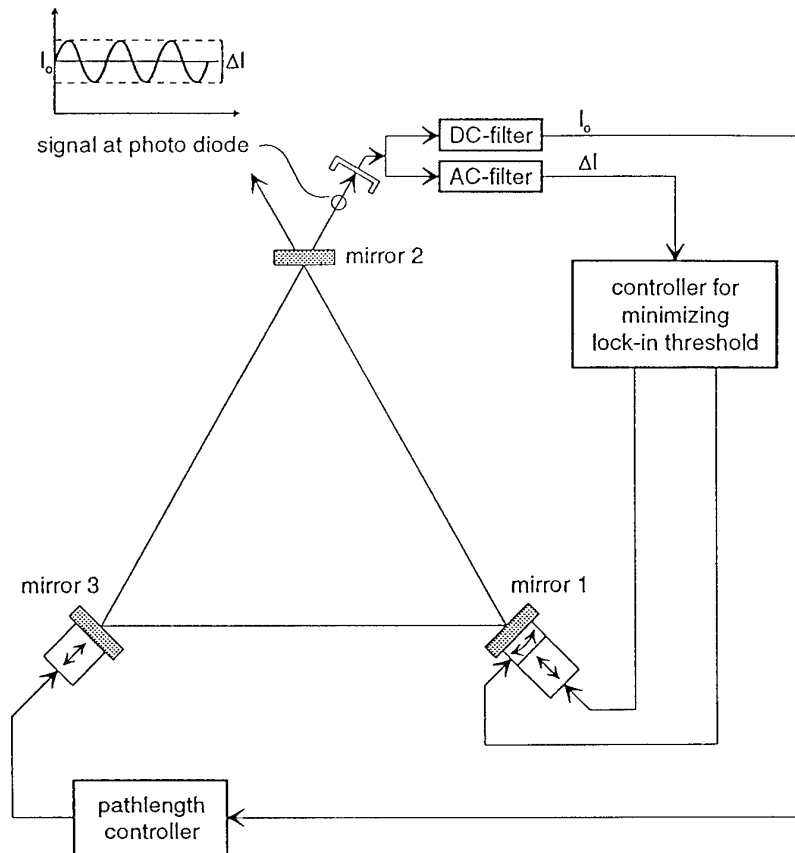 I₀ ΔI
signal at photo diode
DC-filter I₀
AC-filter ΔI
mirror 2
controller for
minimizing
lock-in threshold
mirror 3
mirror 1
pathlength
controller